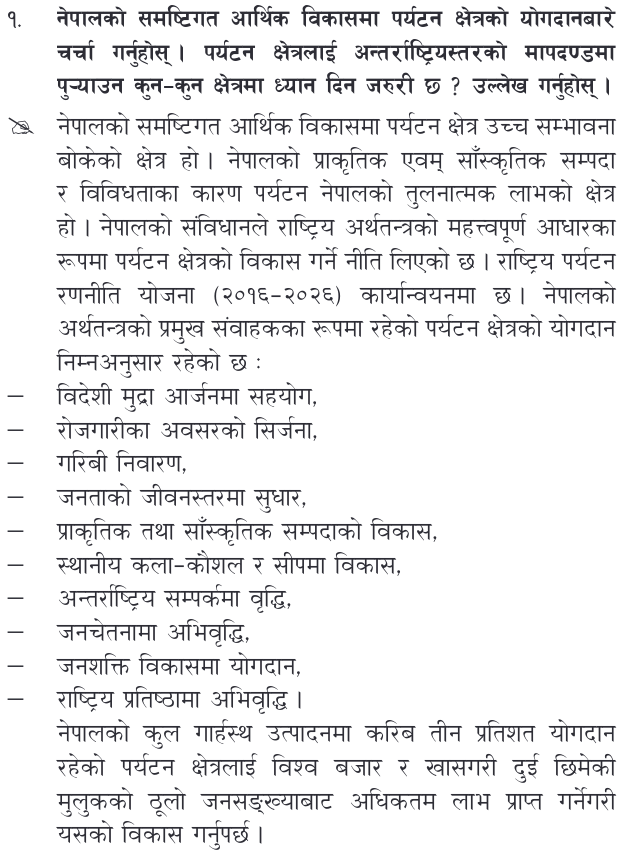 १. नेपालको समष्टिगत आर्थिक विकासमा पर्यटन क्षेत्रको योगदानबारे
चर्चा गर्नुहोस् । पर्यटन क्षेत्रलाई अन्तर्राष्ट्रियस्तरको मापदण्डमा
पुऱ्याउन कुन-कुन क्षेत्रमा ध्यान दिन जरुरी छ ? उल्लेख गर्नुहोस् ।
नेपालको समष्टिगत आर्थिक विकासमा पर्यटन क्षेत्र उच्च सम्भावना
बोकेको क्षेत्र हो । नेपालको प्राकृतिक एवम् साँस्कृतिक सम्पदा
र विविधताका कारण पर्यटन नेपालको तुलनात्मक लाभको क्षेत्र
हो । नेपालको संविधानले राष्ट्रिय अर्थतन्त्रको महत्त्वपूर्ण आधारका
रूपमा पर्यटन क्षेत्रको विकास गर्ने नीति लिएको छ । राष्ट्रिय पर्यटन
रणनीति योजना (२०१६-२०२६) कार्यान्वयनमा छ । नेपालको
अर्थतन्त्रको प्रमुख संवाहकका रूपमा रहेको पर्यटन क्षेत्रको योगदान
निम्नअनुसार रहेको छ :
– विदेशी मुद्रा आर्जनमा सहयोग,
– रोजगारीका अवसरको सिर्जना,
– गरिबी निवारण,
– जनताको जीवनस्तरमा सुधार,
– प्राकृतिक तथा साँस्कृतिक सम्पदाको विकास,
– स्थानीय कला-कौशल र सीपमा विकास,
– अन्तर्राष्ट्रिय सम्पर्कमा वृद्धि,
– जनचेतनामा अभिवृद्धि,
– जनशक्ति विकासमा योगदान,
– राष्ट्रिय प्रतिष्ठामा अभिवृद्धि ।
नेपालको कुल गार्हस्थ उत्पादनमा करिब तीन प्रतिशत योगदान
रहेको पर्यटन क्षेत्रलाई विश्व बजार र खासगरी दुई छिमेकी
मुलुकको ठूलो जनसङ्ख्याबाट अधिकतम लाभ प्राप्त गर्नेगरी
यसको विकास गर्नुपर्छ ।